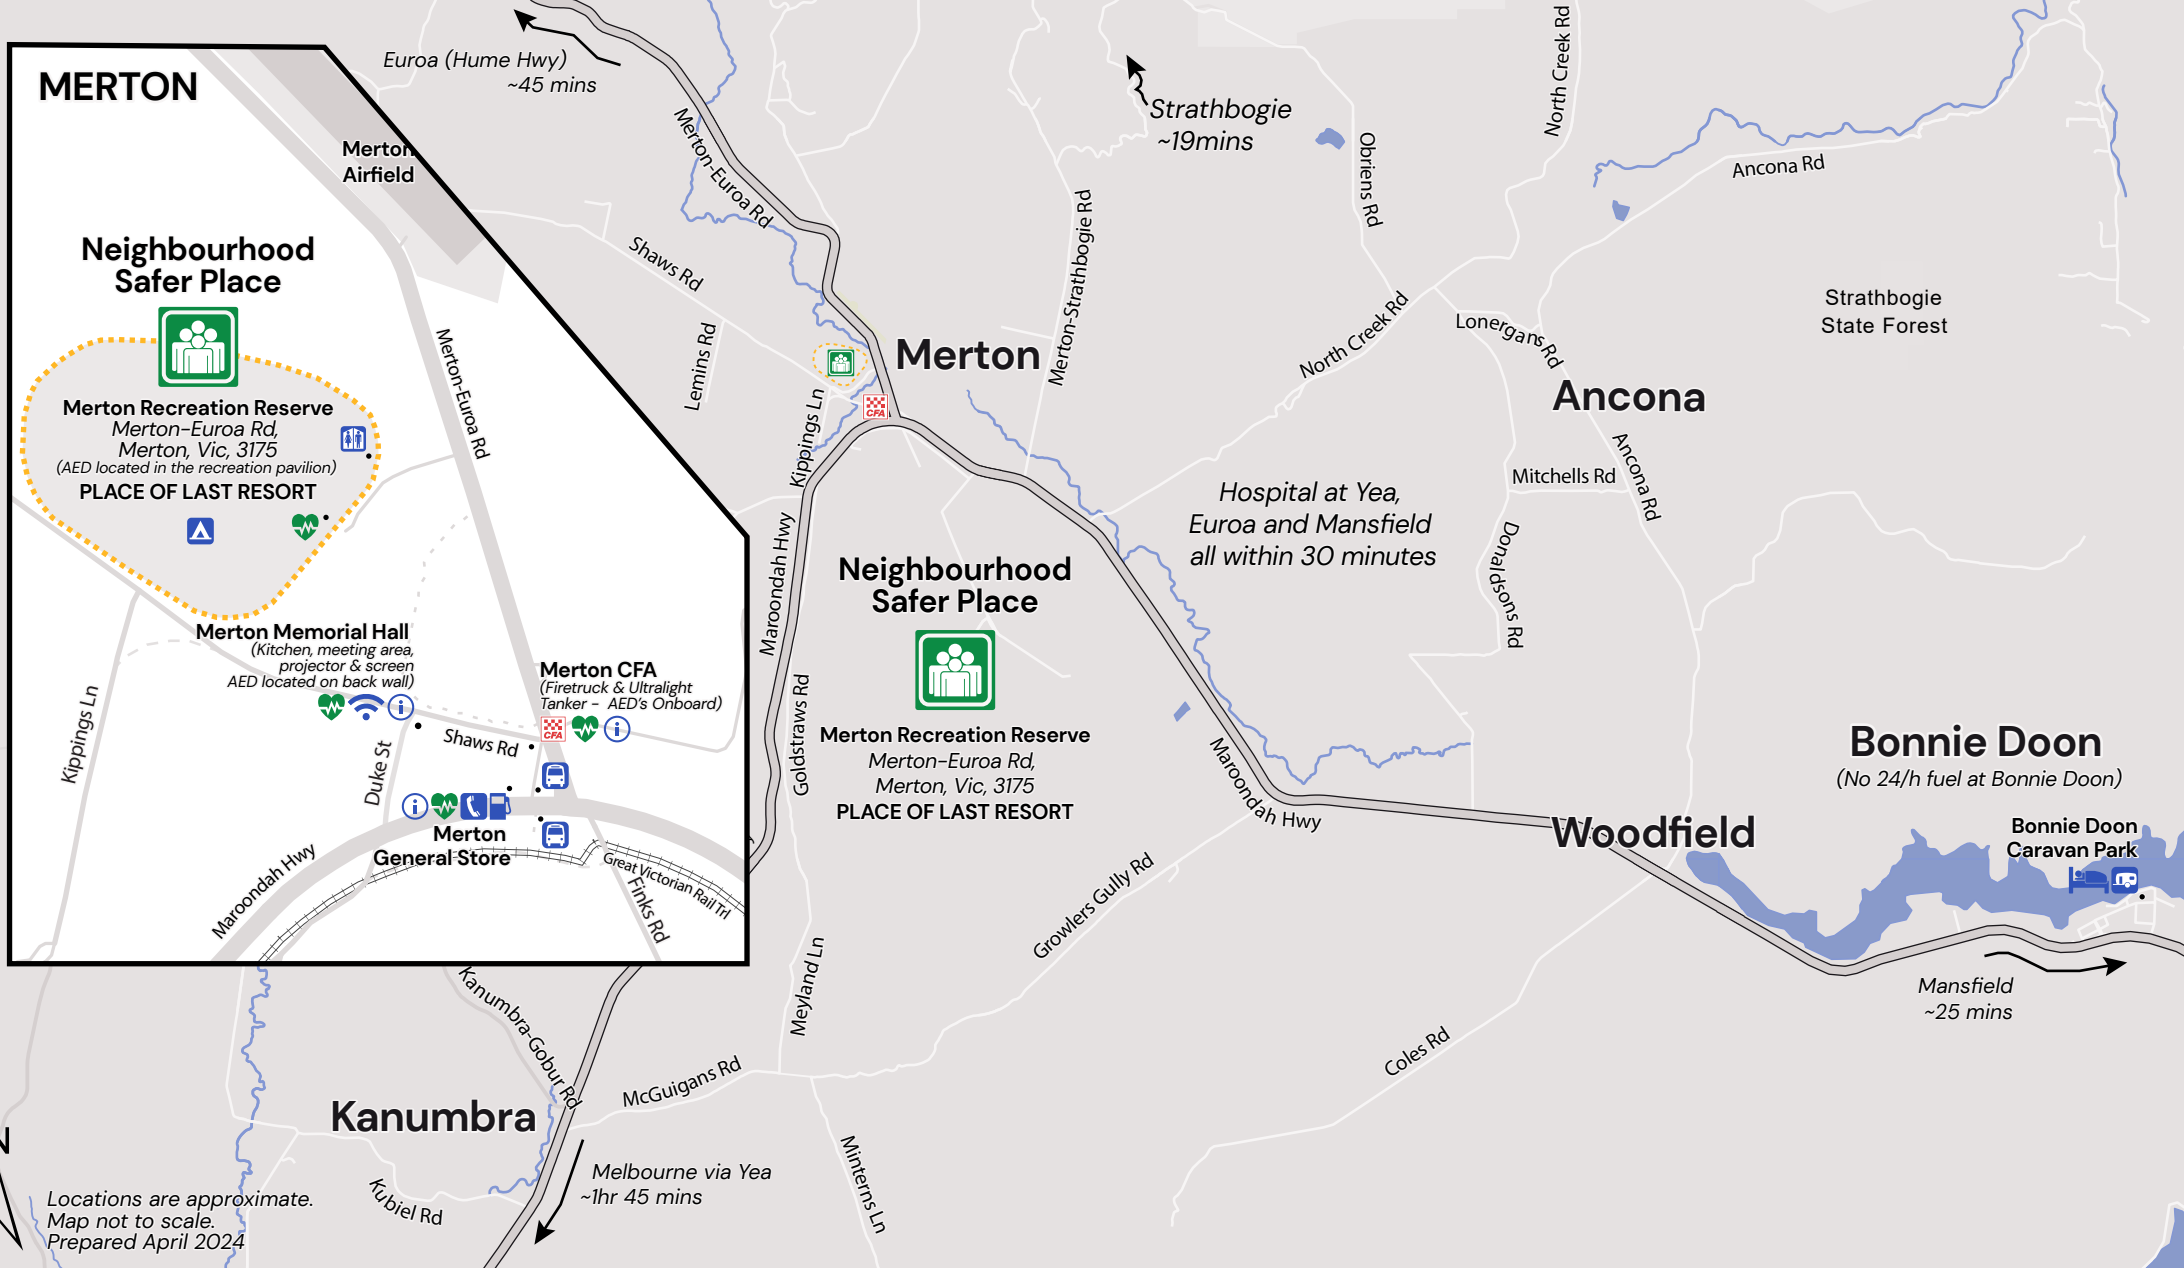 MERTON
Merton
Airfield
Neighbourhood
Safer Place
Merton Recreation Reserve
Merton-Euroa Rd,
Merton, Vic, 3175
(AED located in the recreation pavilion)
PLACE OF LAST RESORT
Merton-Euroa Rd
Merton Memorial Hall
(Kitchen, meeting area,
projector & screen
AED located on back wall)
Merton CFA
(Firetruck & Ultralight
Tanker - AED's Onboard)
CFA
Kippings Ln
Duke St
Shaws Rd
Merton
General Store
Maroondah Hwy
Great Victorian Rail Trl
Finks Rd
Euroa (Hume Hwy)
~45 mins
Merton-Euroa Rd
Strathbogie
~19mins
Obriens Rd
North Creek Rd
Ancona Rd
Shaws Rd
Lemins Rd
Merton-Strathbogie Rd
Merton
CFA
Kippings Ln
North Creek Rd
Lonergans Rd
Strathbogie
State Forest
Ancona
Ancona Rd
Mitchells Rd
Donaldsons Rd
Hospital at Yea,
Euroa and Mansfield
all within 30 minutes
Maroondah Hwy
Goldstraws Rd
Neighbourhood
Safer Place
Merton Recreation Reserve
Merton-Euroa Rd,
Merton, Vic, 3175
PLACE OF LAST RESORT
Maroondah Hwy
Woodfield
Bonnie Doon
(No 24/h fuel at Bonnie Doon)
Bonnie Doon
Caravan Park
Mansfield
~25 mins
Growlers Gully Rd
Meyland Ln
Coles Rd
Kanumbra-Gobur Rd
McGuigans Rd
Kanumbra
Melbourne via Yea
~1hr 45 mins
Minterns Ln
Kubiel Rd
N
Locations are approximate.
Map not to scale.
Prepared April 2024